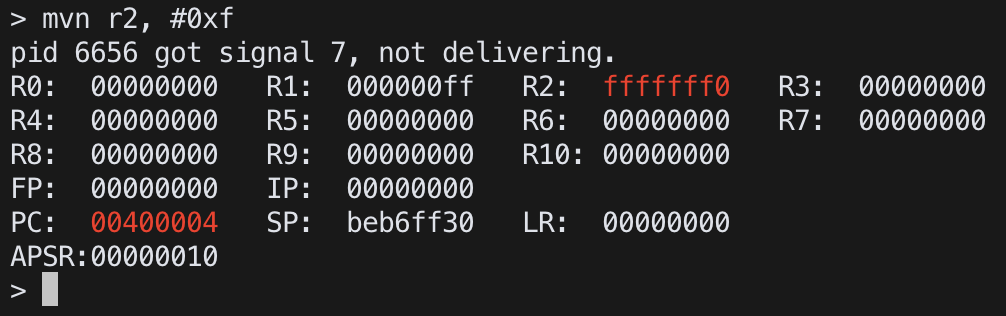 > mvn r2, #0xf
pid 6656 got signal 7, not delivering.
R0:  00000000   R1:  000000ff   R2:  fffffff0   R3:  00000000
R4:  00000000   R5:  00000000   R6:  00000000   R7:  00000000
R8:  00000000   R9:  00000000   R10: 00000000
FP:  00000000   IP:  00000000
PC:  00400004   SP:  beb6ff30   LR:  00000000
APSR:00000010
>